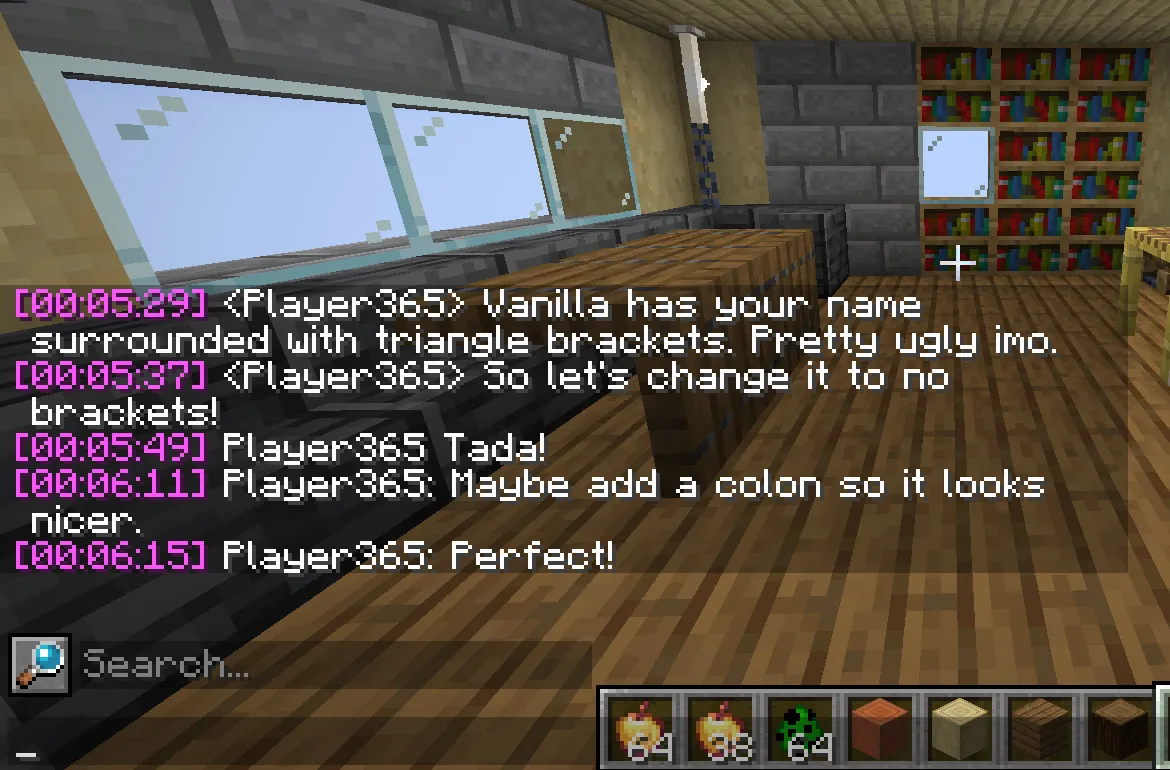 [00:05:29] <Player365> Vanilla has your name
surrounded with triangle brackets. Pretty ugly imo.
[00:05:37] <Player365> So let's change it to no
brackets!
[00:05:49] Player365 Tada!
[00:06:11] Player365: Maybe add a colon so it looks
nicer.
[00:06:15] Player365: Perfect!
Search...
64 38 64
_